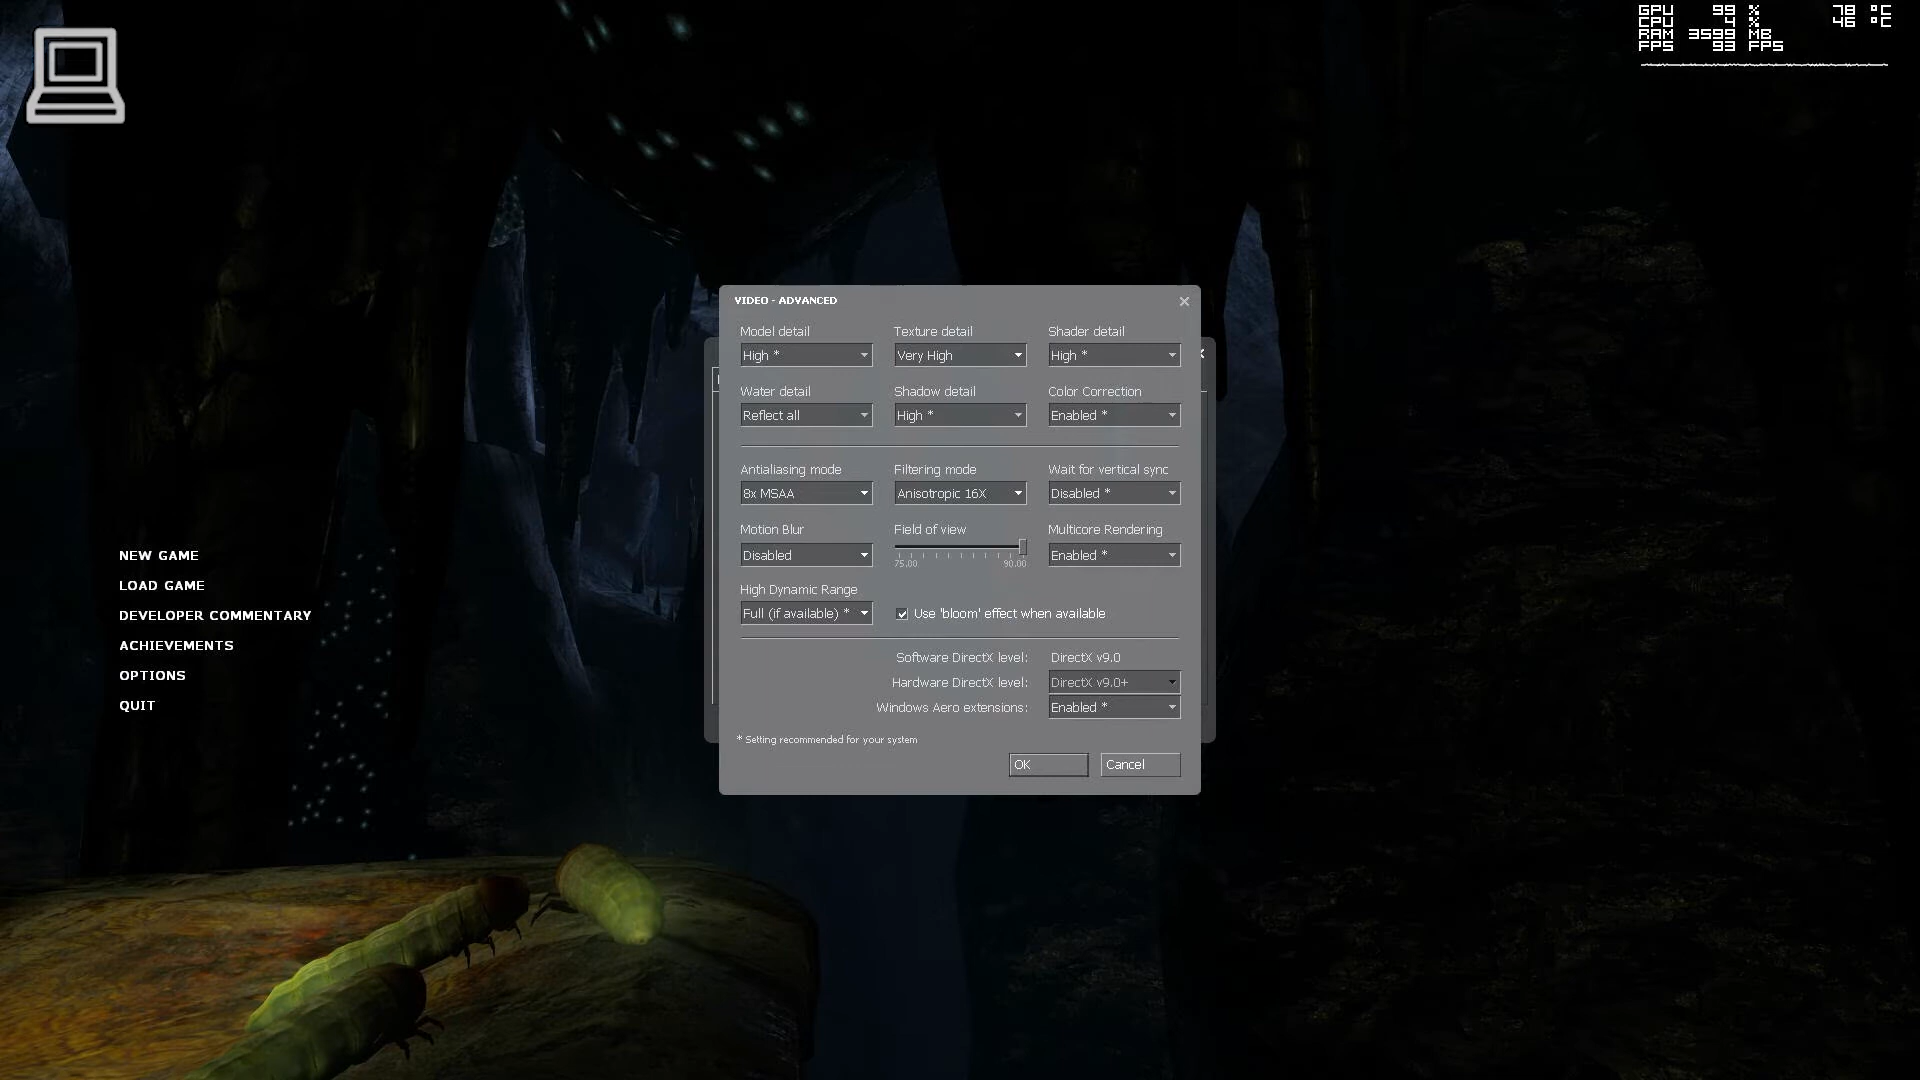 GPU 99 % 78 °C
CPU 4 % 46 °C
RAM 3599 MB
FPS 93 FPS
VIDEO - ADVANCED
Model detail Texture detail Shader detail
High * Very High High *
Water detail Shadow detail Color Correction
Reflect all High * Enabled *
Antialiasing mode Filtering mode Wait for vertical sync
8x MSAA Anisotropic 16X Disabled *
Motion Blur Field of view Multicore Rendering
Disabled Enabled *
75.00 90.00
High Dynamic Range
Full (if available) * Use 'bloom' effect when available
Software DirectX level: DirectX v9.0
Hardware DirectX level: DirectX v9.0+
Windows Aero extensions: Enabled *
* Setting recommended for your system
OK Cancel
NEW GAME
LOAD GAME
DEVELOPER COMMENTARY
ACHIEVEMENTS
OPTIONS
QUIT